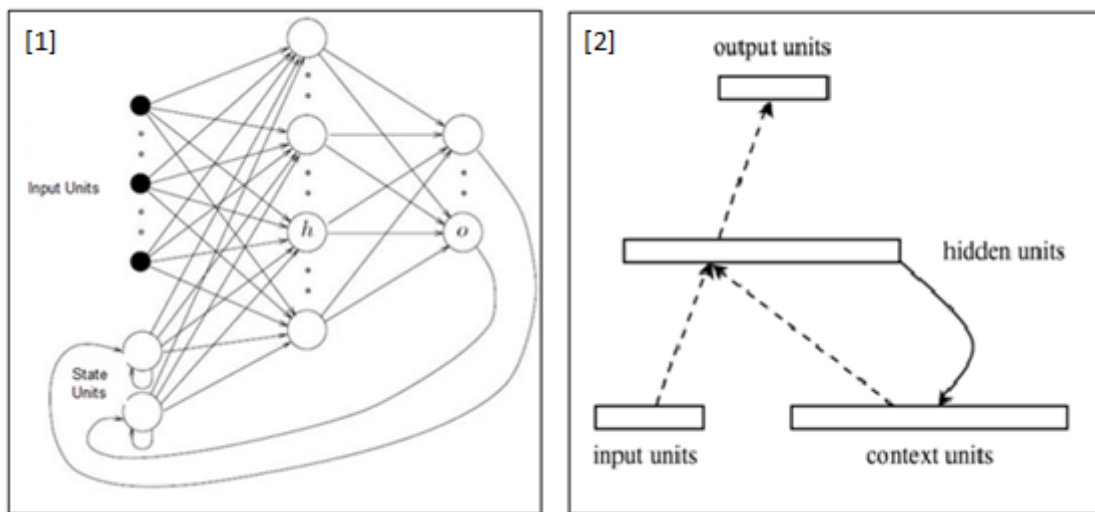 [1]
Input Units
h
o
State
Units
[2]
output units
hidden units
input units
context units